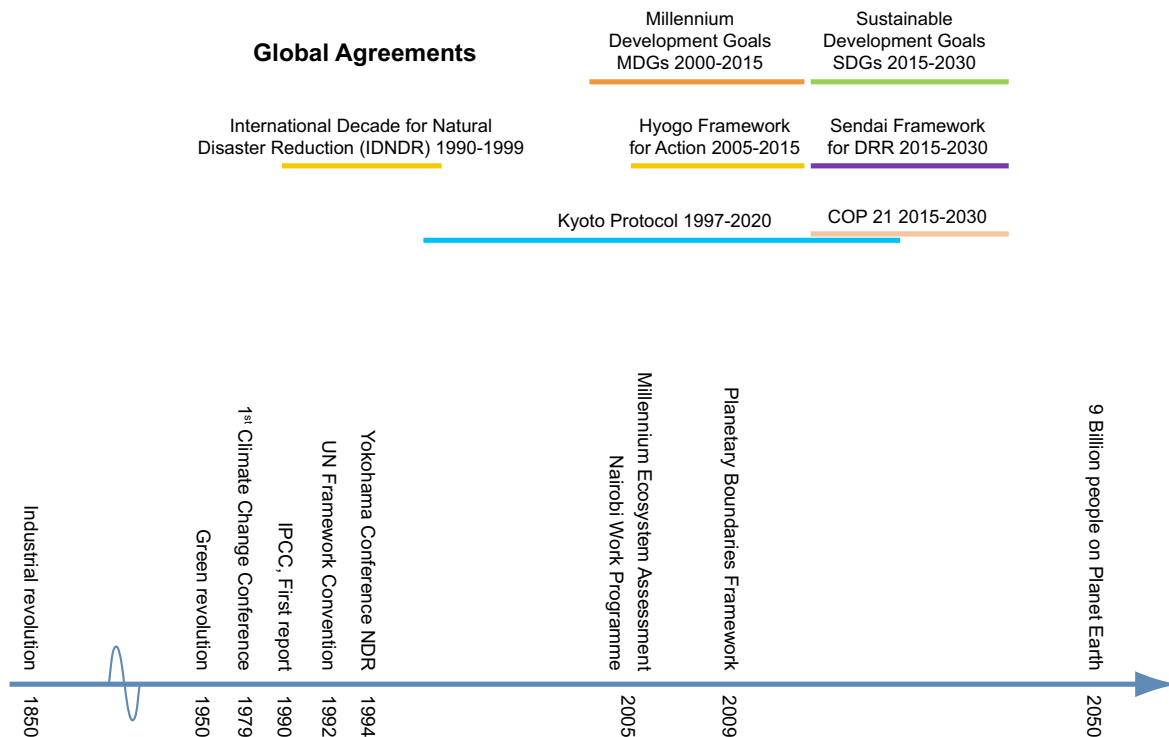 Global Agreements
Millennium
Development Goals
MDGs 2000-2015
Sustainable
Development Goals
SDGs 2015-2030
International Decade for Natural
Disaster Reduction (IDNDR) 1990-1999
Hyogo Framework
for Action 2005-2015
Sendai Framework
for DRR 2015-2030
Kyoto Protocol 1997-2020
COP 21 2015-2030
Industrial revolution
Green revolution
1st Climate Change Conference
IPCC, First report
UN Framework Convention
Yokohama Conference NDR
Millennium Ecosystem Assessment
Nairobi Work Programme
Planetary Boundaries Framework
9 Billion people on Planet Earth
1850
1950
1979
1990
1992
1994
2005
2009
2050